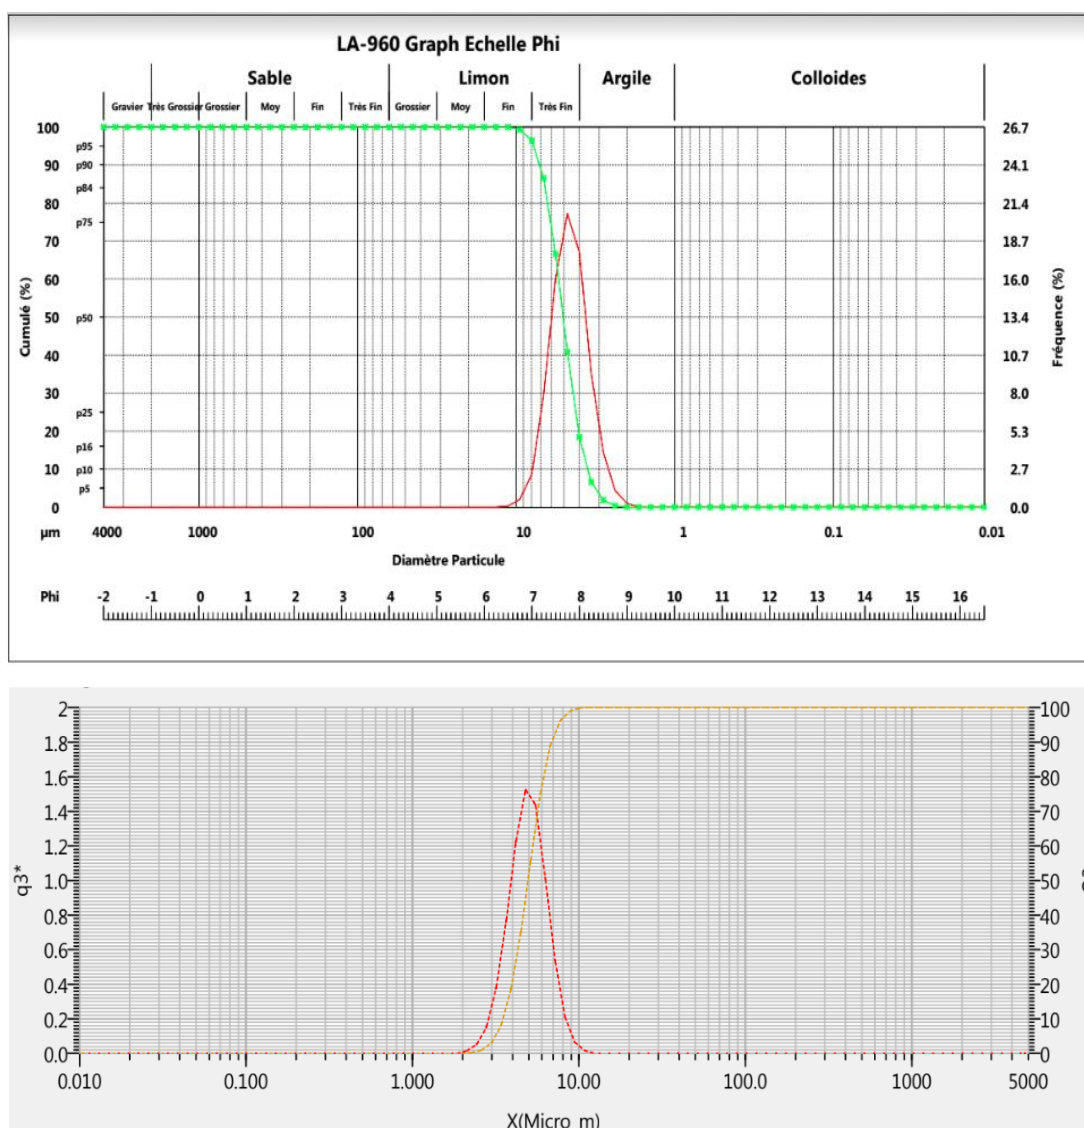 LA-960 Graph Echelle Phi
Sable Limon Argile Colloides
Gravier Très Grossier Grossier Moy Fin Très Fin Grossier Moy Fin Très Fin
100 26.7
p95
90 p90 24.1
p84
80 21.4
p75
70 18.7
60 16.0
50 p50 13.4
40 10.7
30 8.0
p25
20 5.3
p16
10 p10 2.7
p5
0 0.0
Cumulé (%)
Fréquence (%)
µm 4000 1000 100 10 1 0.1 0.01
Diamètre Particule
Phi -2 -1 0 1 2 3 4 5 6 7 8 9 10 11 12 13 14 15 16
2 100
1.8 90
1.6 80
1.4 70
1.2 60
1.0 50
0.8 40
0.6 30
0.4 20
0.2 10
0.0 0
q3*
0.010 0.100 1.000 10.00 100.0 1000 5000
X(Micro m)